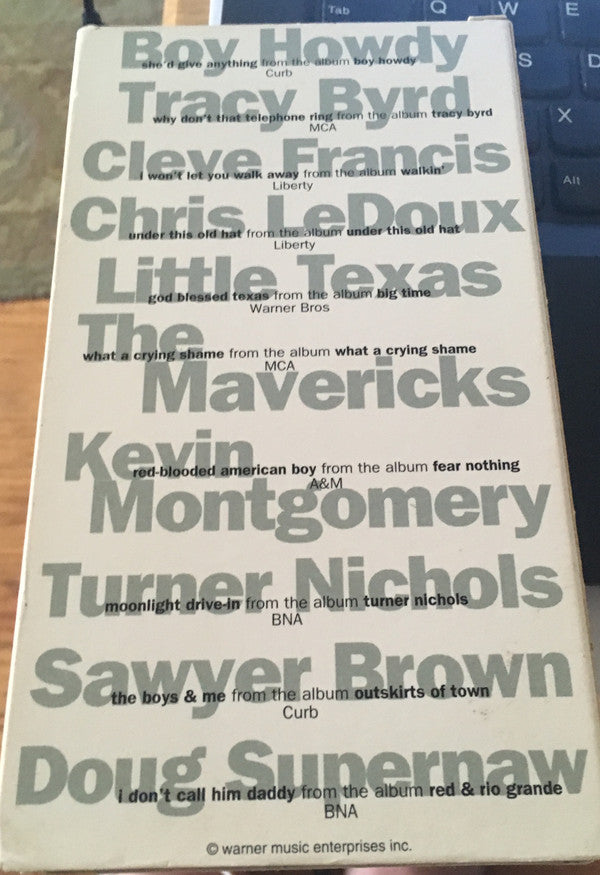 Tab
Q
W
E
S
D
X
Alt
Boy Howdy
she'd give anything from the album boy howdy
Curb
Tracy Byrd
why don't that telephone ring from the album tracy byrd
MCA
Cleve Francis
i won't let you walk away from the album walkin'
Liberty
Chris LeDoux
under this old hat from the album under this old hat
Liberty
Little Texas
god blessed texas from the album big time
Warner Bros
The
what a crying shame from the album what a crying shame
MCA
Mavericks
Kevin
red-blooded american boy from the album fear nothing
A&M
Montgomery
Turner Nichols
moonlight drive-in from the album turner nichols
BNA
Sawyer Brown
the boys & me from the album outskirts of town
Curb
Doug Supernaw
i don't call him daddy from the album red & rio grande
BNA
© warner music enterprises inc.